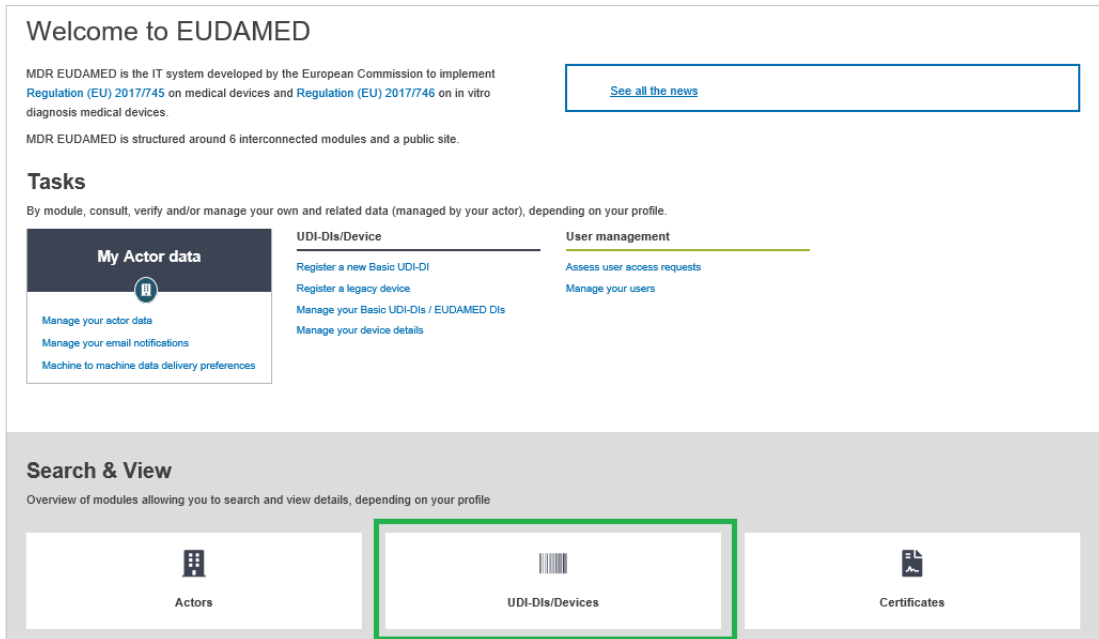 Welcome to EUDAMED
MDR EUDAMED is the IT system developed by the European Commission to implement
Regulation (EU) 2017/745 on medical devices and Regulation (EU) 2017/746 on in vitro
diagnosis medical devices.
MDR EUDAMED is structured around 6 interconnected modules and a public site.
See all the news
Tasks
By module, consult, verify and/or manage your own and related data (managed by your actor), depending on your profile.
My Actor data
Manage your actor data
Manage your email notifications
Machine to machine data delivery preferences
UDI-DIs/Device
Register a new Basic UDI-DI
Register a legacy device
Manage your Basic UDI-DIs / EUDAMED DIs
Manage your device details
User management
Assess user access requests
Manage your users
Search & View
Overview of modules allowing you to search and view details, depending on your profile
Actors
UDI-DIs/Devices
Certificates